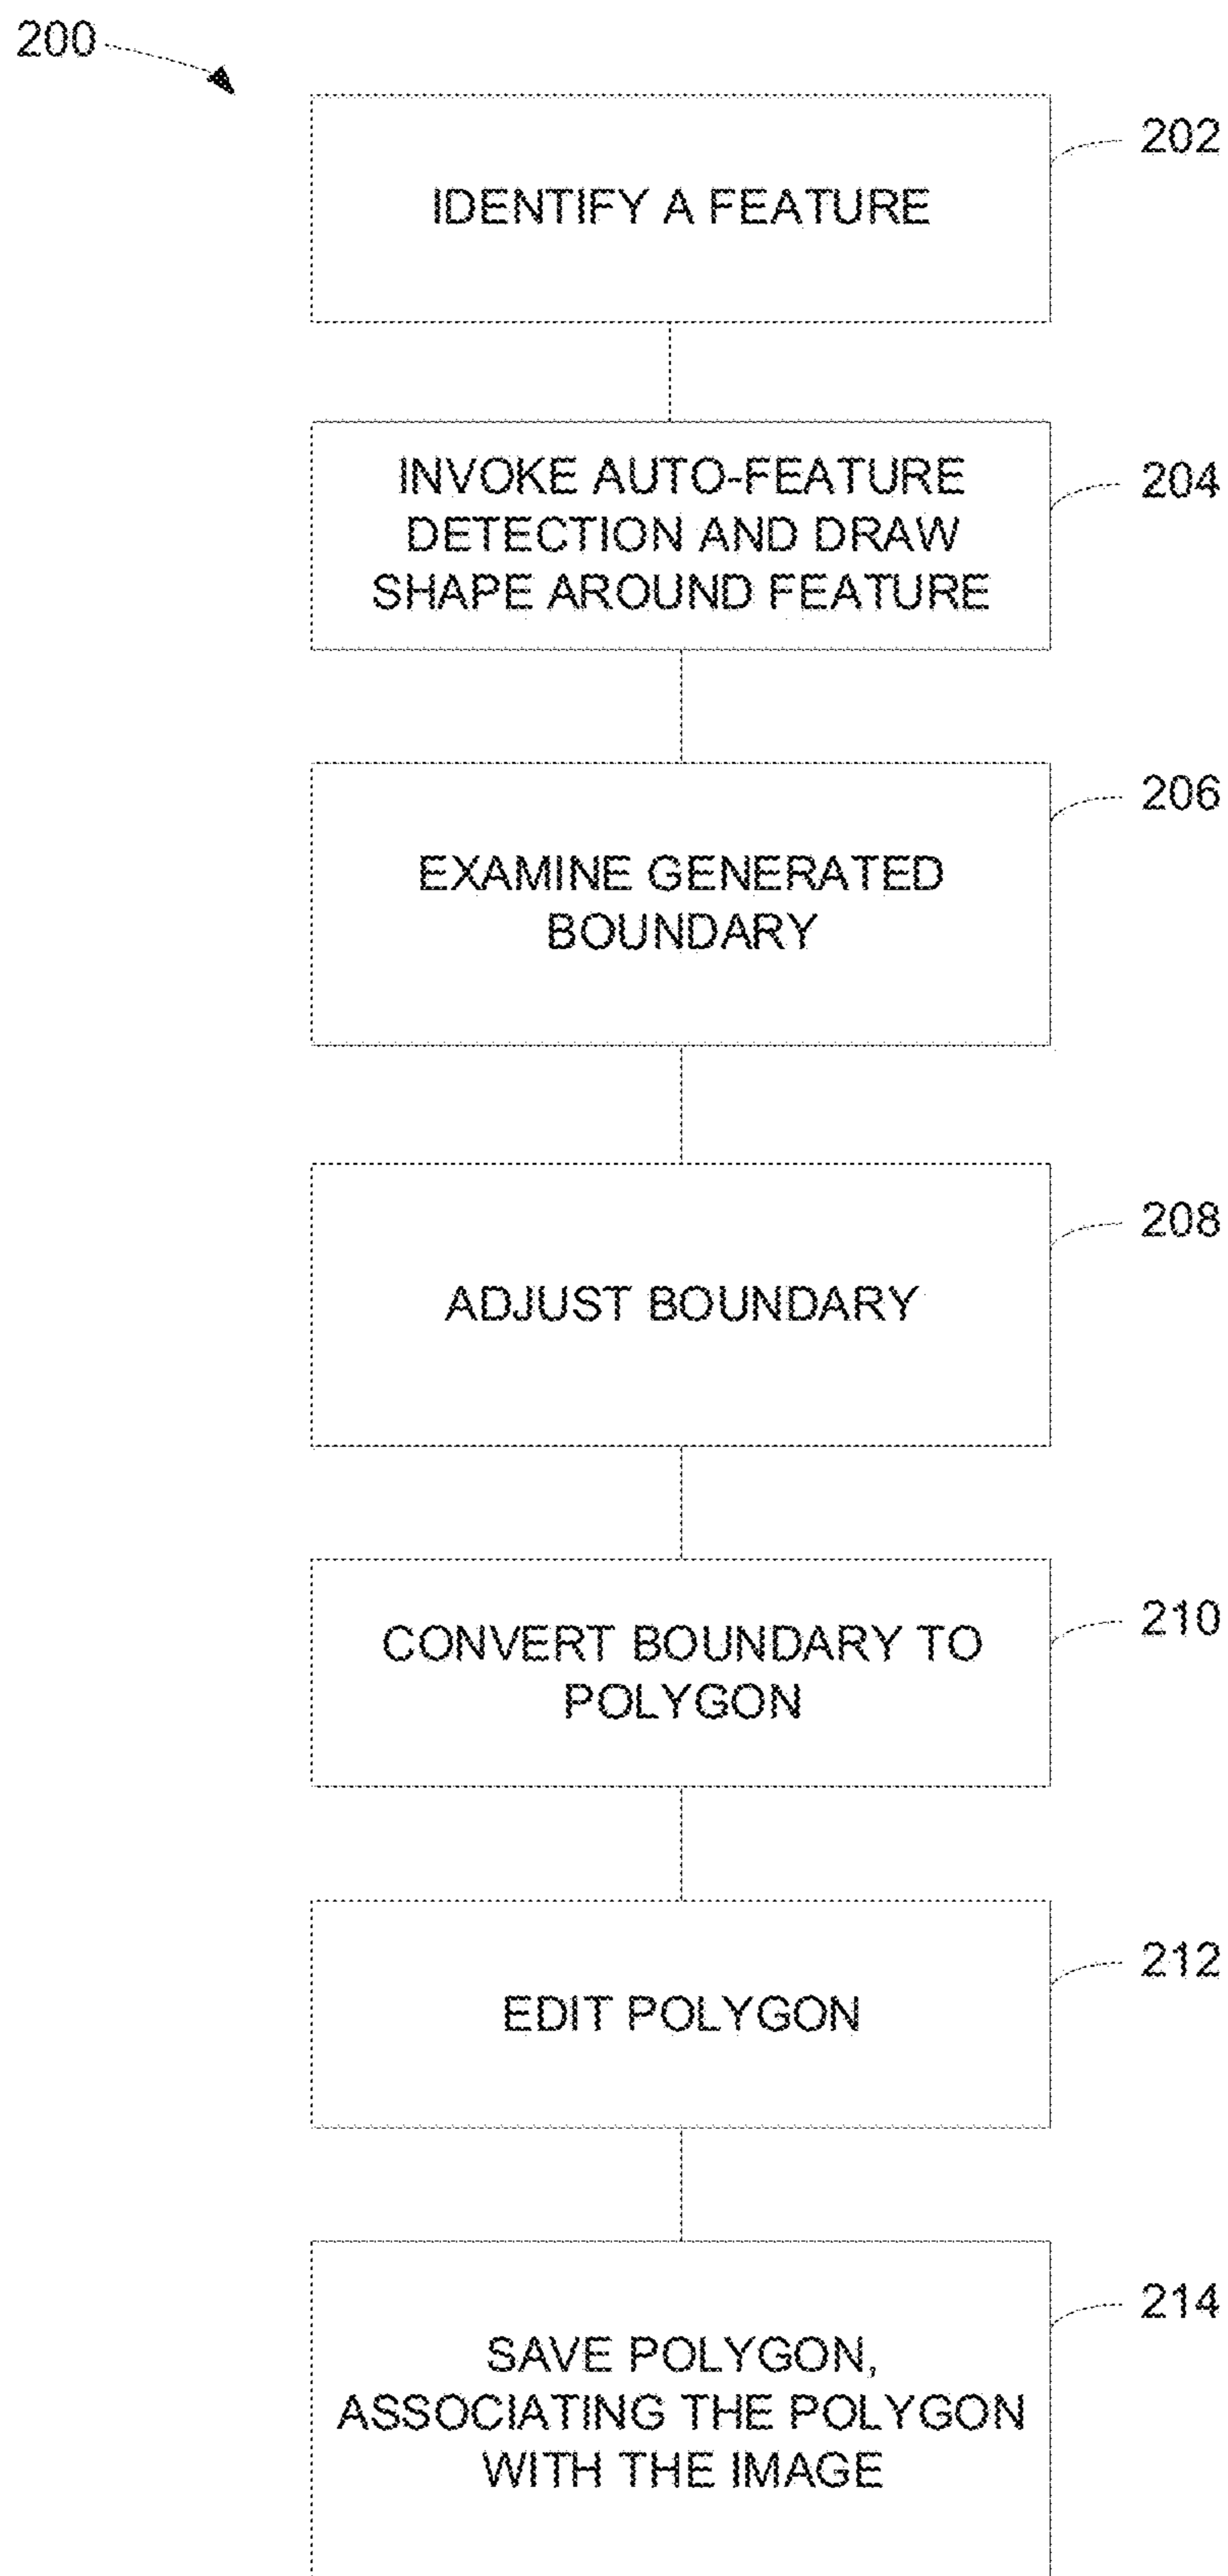 200
202
IDENTIFY A FEATURE
204
INVOKE AUTO-FEATURE
DETECTION AND DRAW
SHAPE AROUND FEATURE
206
EXAMINE GENERATED
BOUNDARY
208
ADJUST BOUNDARY
210
CONVERT BOUNDARY TO
POLYGON
212
EDIT POLYGON
214
SAVE POLYGON,
ASSOCIATING THE POLYGON
WITH THE IMAGE